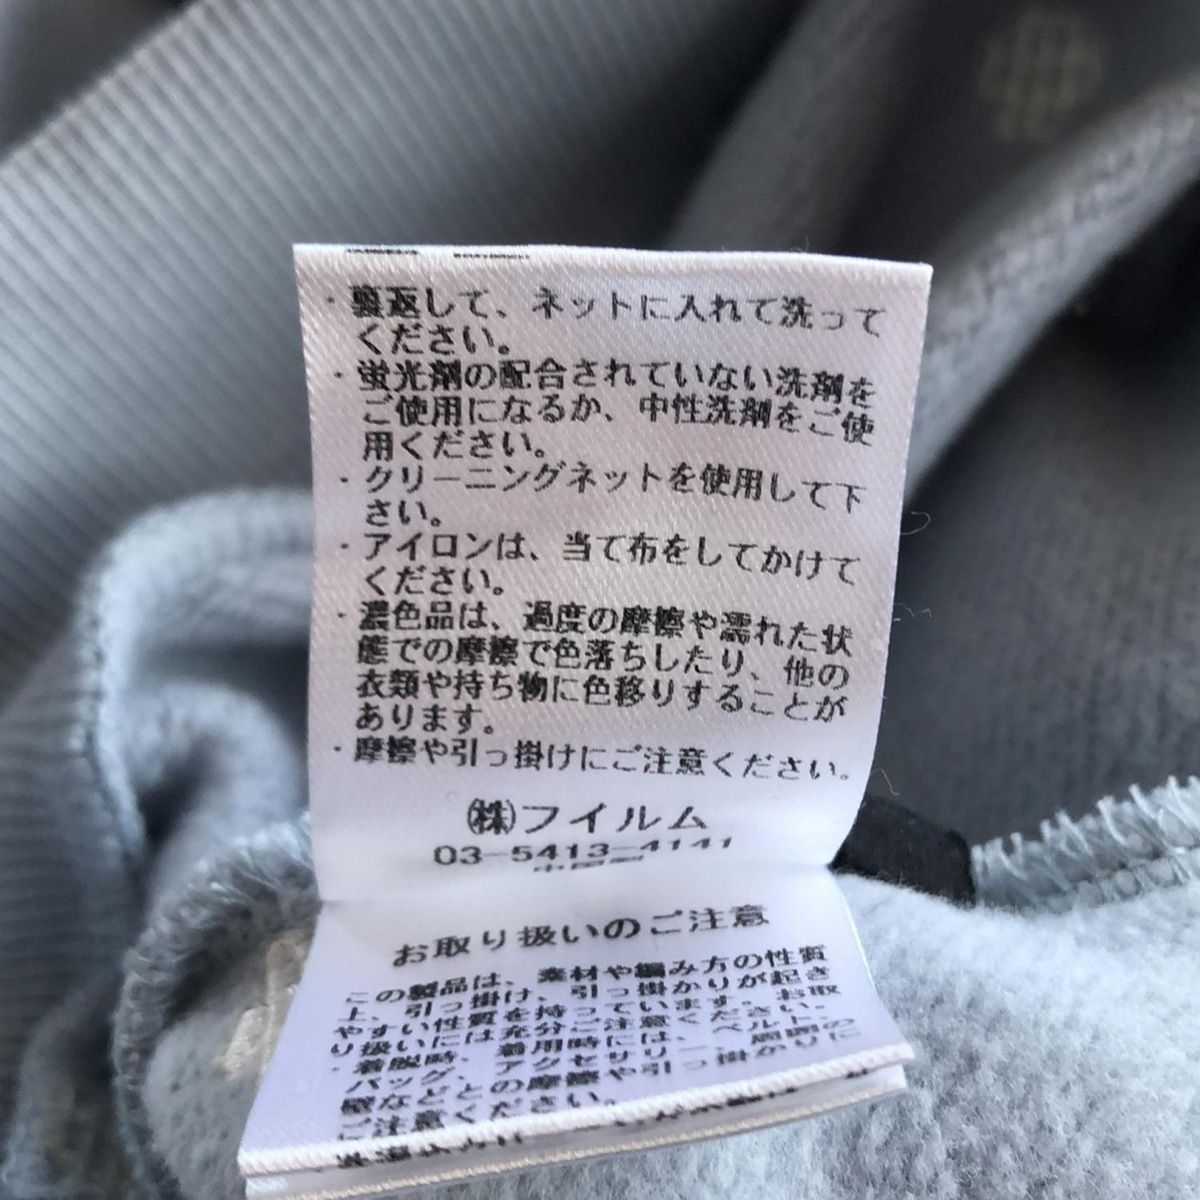 ・裏返して、ネットに入れて洗って
ください。
・蛍光剤の配合されていない洗剤を
ご使用になるか、中性洗剤をご使
用ください。
・クリーニングネットを使用して下
さい。
・アイロンは、当て布をしてかけて
ください。
・濃色品は、過度の摩擦や濡れた状
態での摩擦で色落ちしたり、他の
衣類や持ち物に色移りすることが
あります。
・摩擦や引っ掛けにご注意ください。
㈱フイルム
03-5413-4141
中国製
お取り扱いのご注意
この製品は、素材や編み方の性質
上、引っ掛け、引っ掛かりが起き
やすい性質を持っています。お取
り扱いには充分ご注意ください。
・着脱時、着用時には、ベルト、
バッグ、アクセサリー、周囲の
壁などとの摩擦や引っ掛かりに
ご注意ください。